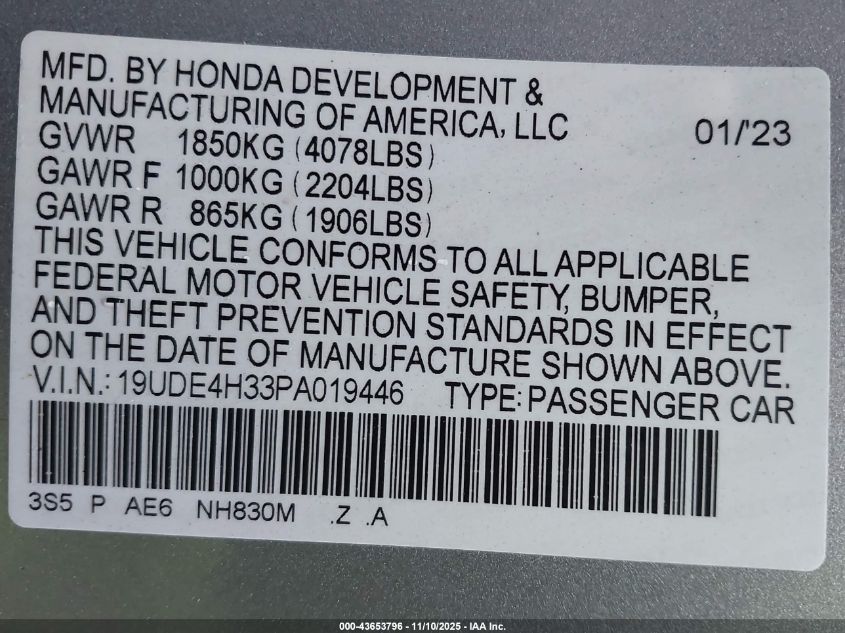 MFD. BY HONDA DEVELOPMENT &
MANUFACTURING OF AMERICA, LLC 01/'23
GVWR 1850KG (4078LBS)
GAWR F 1000KG (2204LBS)
GAWR R 865KG (1906LBS)
THIS VEHICLE CONFORMS TO ALL APPLICABLE
FEDERAL MOTOR VEHICLE SAFETY, BUMPER,
AND THEFT PREVENTION STANDARDS IN EFFECT
ON THE DATE OF MANUFACTURE SHOWN ABOVE.
V.I.N.: 19UDE4H33PA019446 TYPE: PASSENGER CAR
3S5 P AE6 NH830M .Z .A
000-43653796 - 11/10/2025 - IAA Inc.